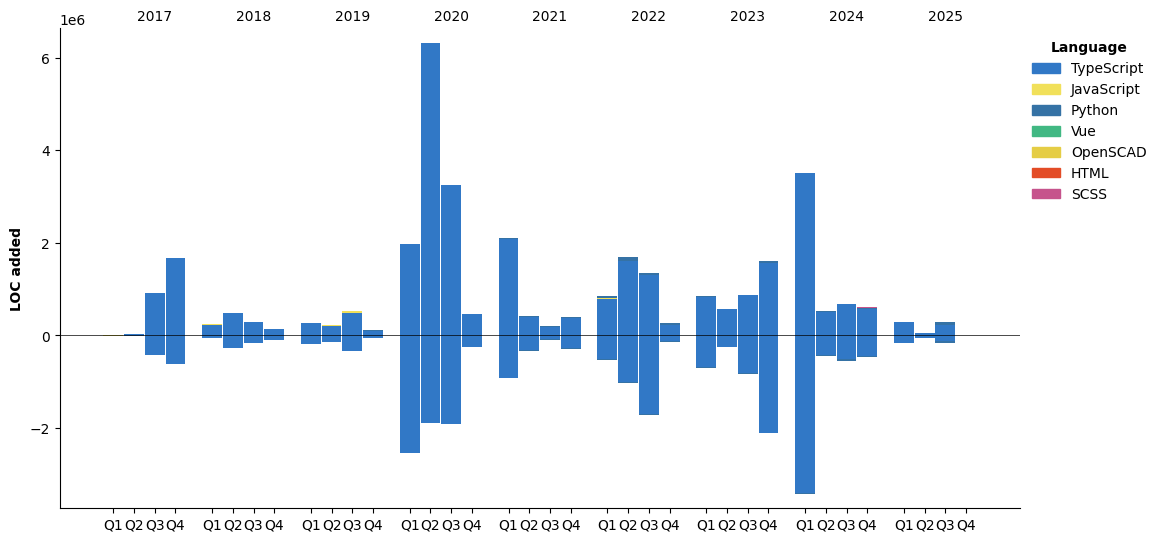 2017 2018 2019 2020 2021 2022 2023 2024 2025
1e6
Language
TypeScript
JavaScript
Python
Vue
OpenSCAD
HTML
SCSS
6
4
2
0
−2
LOC added
Q1 Q2 Q3 Q4 Q1 Q2 Q3 Q4 Q1 Q2 Q3 Q4 Q1 Q2 Q3 Q4 Q1 Q2 Q3 Q4 Q1 Q2 Q3 Q4 Q1 Q2 Q3 Q4 Q1 Q2 Q3 Q4 Q1 Q2 Q3 Q4